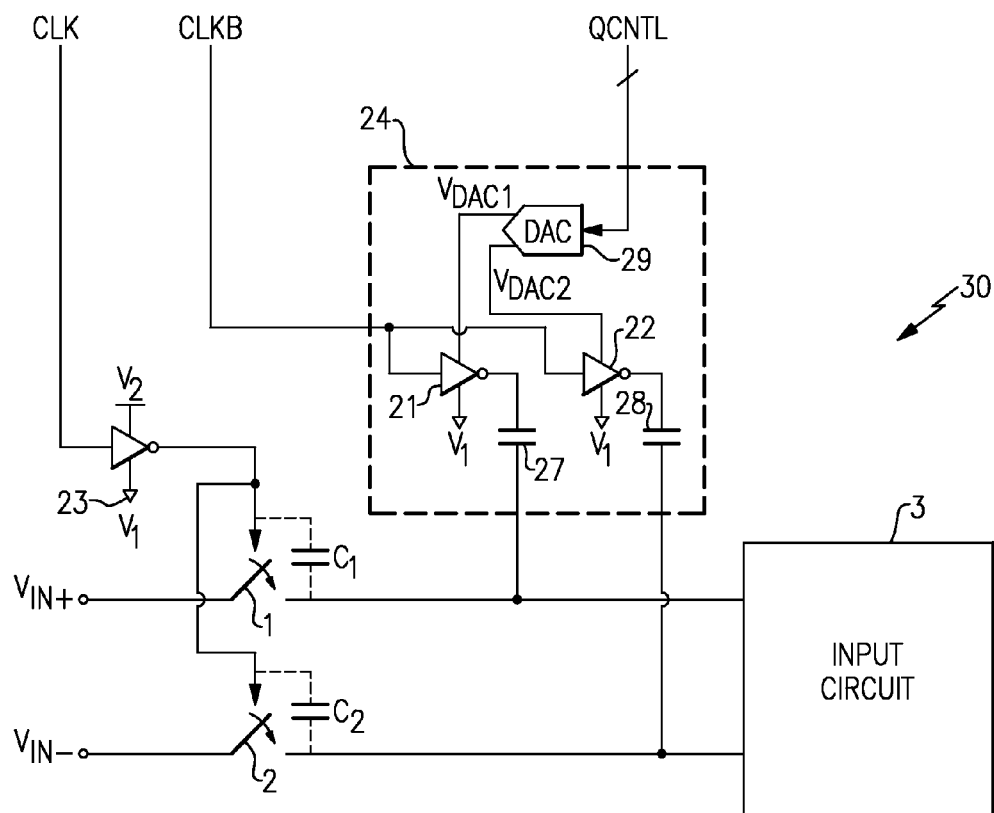 CLK
CLKB
QCNTL
24
VDAC1
DAC
29
VDAC2
30
22
21
V1
28
V1
27
V2
23
V1
3
C1
VIN+
1
INPUT
CIRCUIT
C2
VIN-
2